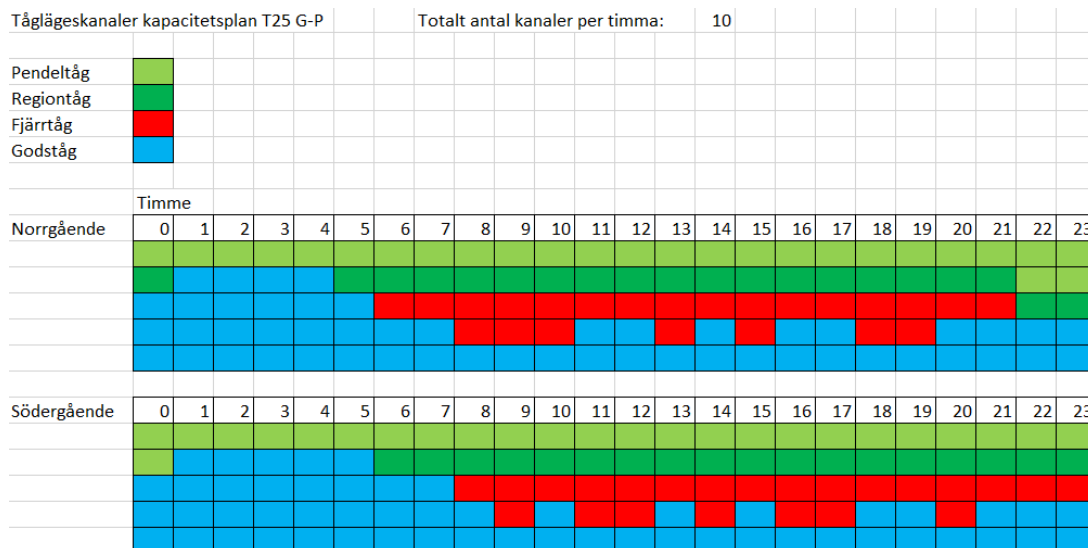 Tåglägeskanaler kapacitetsplan T25 G-P Totalt antal kanaler per timma: 10
Pendeltåg
Regiontåg
Fjärrtåg
Godståg
Timme
Norrgående 0 1 2 3 4 5 6 7 8 9 10 11 12 13 14 15 16 17 18 19 20 21 22 23
Södergående 0 1 2 3 4 5 6 7 8 9 10 11 12 13 14 15 16 17 18 19 20 21 22 23